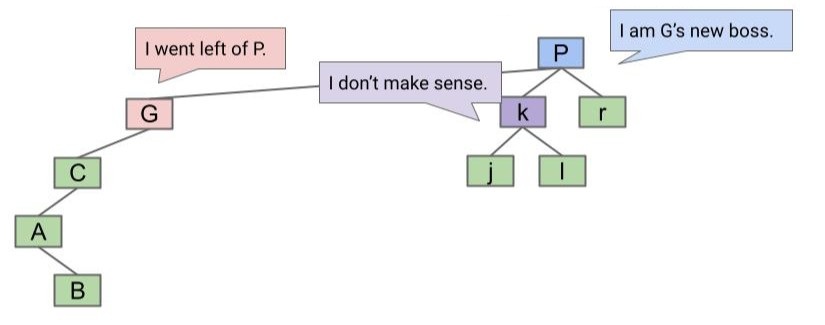 I am G’s new boss.
I went left of P.
P
I don’t make sense.
G
k
r
C
j
l
A
B